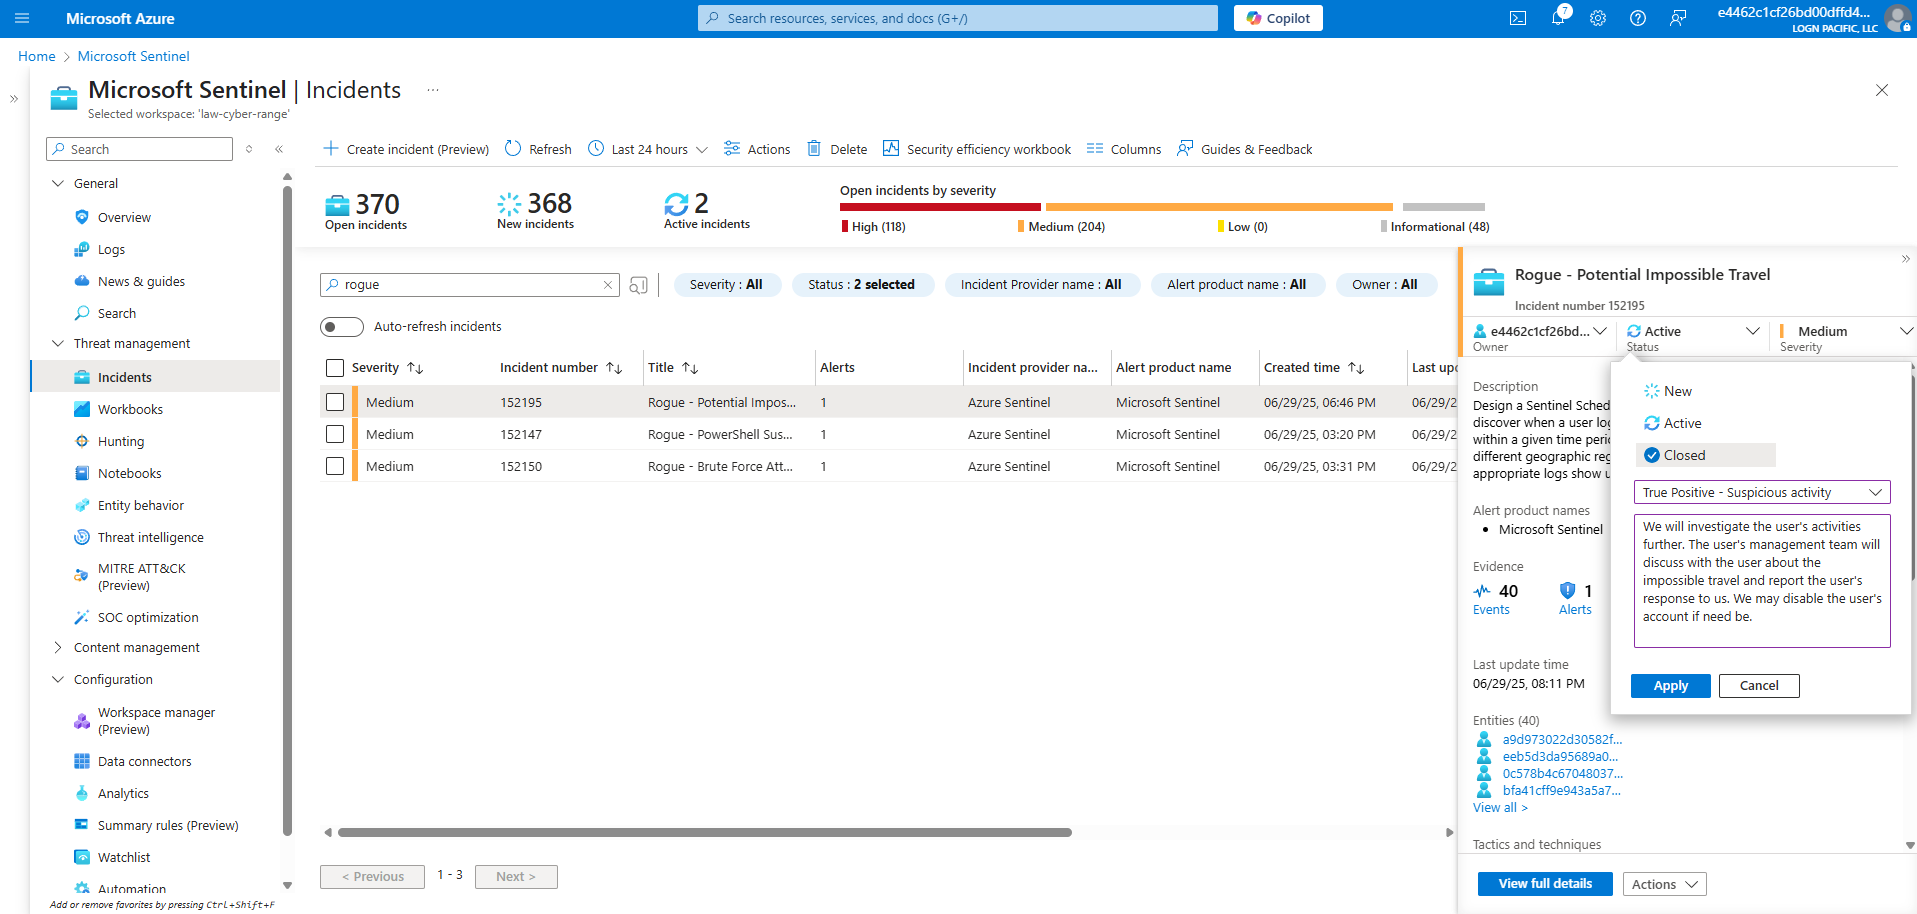 Microsoft Azure
Search resources, services, and docs (G+/)
Copilot
7
e4462c1cf26bd00dffd4...
LOGN PACIFIC, LLC
Home > Microsoft Sentinel
Microsoft Sentinel | Incidents ...
Selected workspace: 'law-cyber-range'
Search
General
Overview
Logs
News & guides
Search
Threat management
Incidents
Workbooks
Hunting
Notebooks
Entity behavior
Threat intelligence
MITRE ATT&CK
(Preview)
SOC optimization
Content management
Configuration
Workspace manager
(Preview)
Data connectors
Analytics
Summary rules (Preview)
Watchlist
Automation
Add or remove favorites by pressing Ctrl+Shift+F
Create incident (Preview) Refresh Last 24 hours Actions Delete Security efficiency workbook Columns Guides & Feedback
370
Open incidents
368
New incidents
2
Active incidents
Open incidents by severity
High (118) Medium (204) Low (0) Informational (48)
rogue
Severity : All
Status : 2 selected
Incident Provider name : All
Alert product name : All
Owner : All
Auto-refresh incidents
Severity Incident number Title Alerts Incident provider na... Alert product name Created time Last upd
Medium 152195 Rogue - Potential Impos... 1 Azure Sentinel Microsoft Sentinel 06/29/25, 06:46 PM 06/29/2
Medium 152147 Rogue - PowerShell Sus... 1 Azure Sentinel Microsoft Sentinel 06/29/25, 03:20 PM 06/29/2
Medium 152150 Rogue - Brute Force Att... 1 Azure Sentinel Microsoft Sentinel 06/29/25, 03:31 PM 06/29/2
< Previous 1 - 3 Next >
Rogue - Potential Impossible Travel
Incident number 152195
e4462c1cf26bd...
Owner
Active
Status
Medium
Severity
Description
Design a Sentinel Sched
discover when a user log
within a given time peric
different geographic reg
appropriate logs show u
Alert product names
• Microsoft Sentinel
Evidence
40
Events
1
Alerts
Last update time
06/29/25, 08:11 PM
Entities (40)
a9d973022d30582f...
eeb5d3da95689a0...
0c578b4c67048037...
bfa41cff9e943a5a7...
View all >
Tactics and techniques
View full details
Actions
New
Active
Closed
True Positive - Suspicious activity
We will investigate the user's activities
further. The user's management team will
discuss with the user about the
impossible travel and report the user's
response to us. We may disable the user's
account if need be.
Apply
Cancel